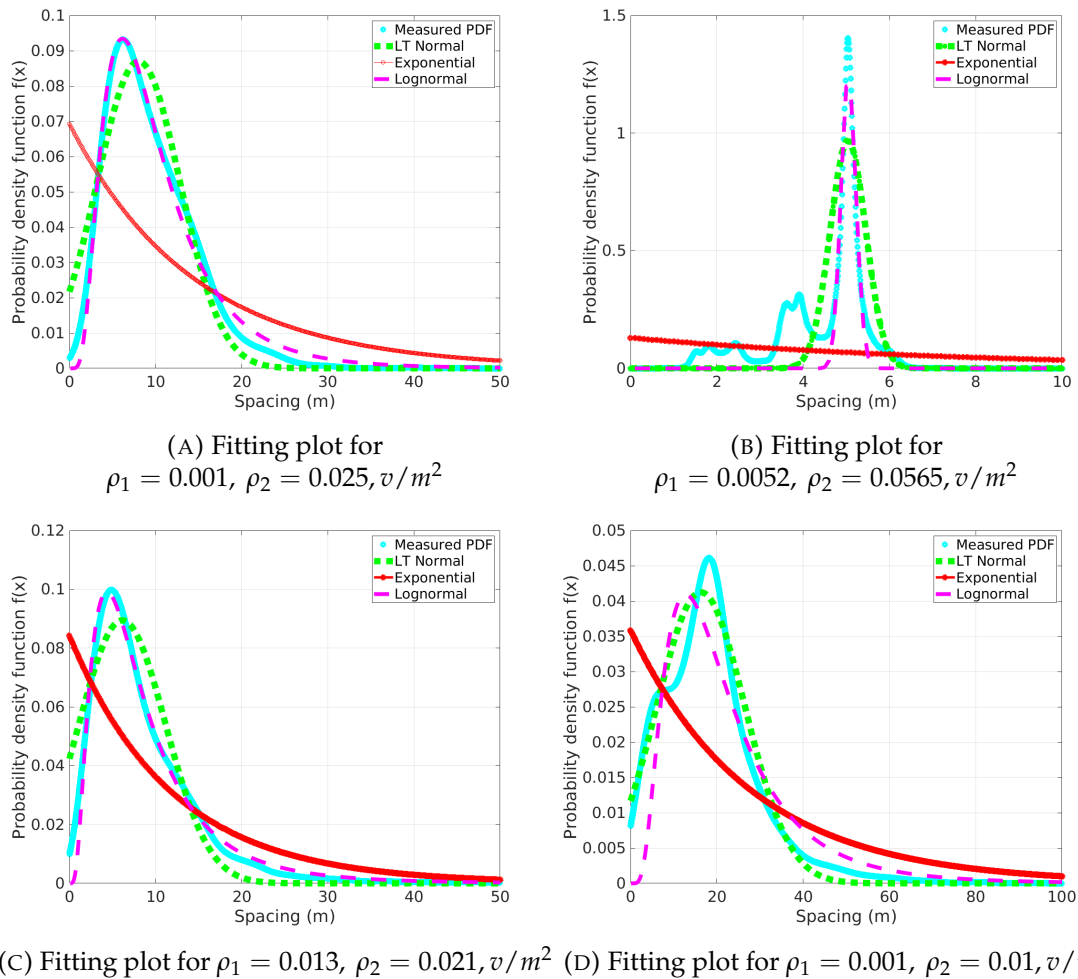 0.1
0.09
0.08
0.07
0.06
0.05
0.04
0.03
0.02
0.01
0
Probability density function f(x)
Measured PDF
LT Normal
Exponential
Lognormal
0 10 20 30 40 50
Spacing (m)
(A) Fitting plot for
ρ₁ = 0.001, ρ₂ = 0.025, v/m²
1.5
1
0.5
0
Probability density function f(x)
Measured PDF
LT Normal
Exponential
Lognormal
0 2 4 6 8 10
Spacing (m)
(B) Fitting plot for
ρ₁ = 0.0052, ρ₂ = 0.0565, v/m²
0.12
0.1
0.08
0.06
0.04
0.02
0
Probability density function f(x)
Measured PDF
LT Normal
Exponential
Lognormal
0 10 20 30 40 50
Spacing (m)
(C) Fitting plot for ρ₁ = 0.013, ρ₂ = 0.021, v/m²
0.05
0.045
0.04
0.035
0.03
0.025
0.02
0.015
0.01
0.005
0
Probability density function f(x)
Measured PDF
LT Normal
Exponential
Lognormal
0 20 40 60 80 100
Spacing (m)
(D) Fitting plot for ρ₁ = 0.001, ρ₂ = 0.01, v/